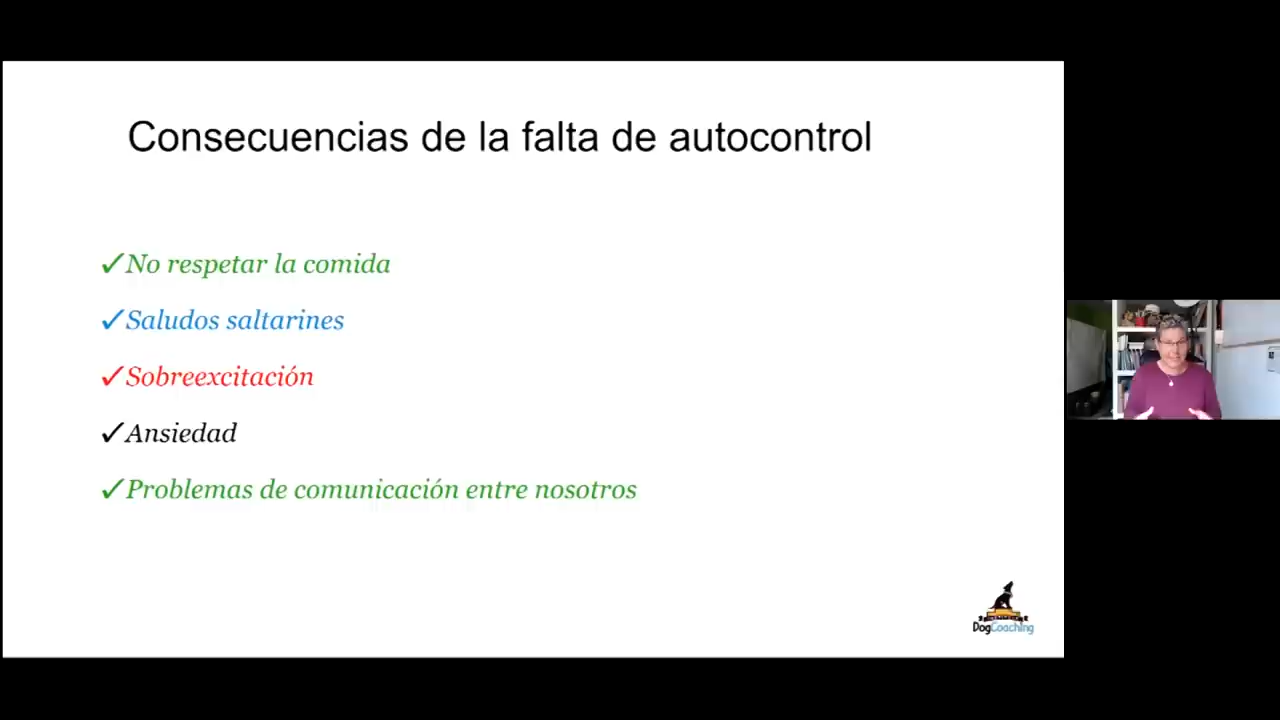 Consecuencias de la falta de autocontrol
✓No respetar la comida
✓Saludos saltarines
✓Sobreexcitación
✓Ansiedad
✓Problemas de comunicación entre nosotros
DogCoaching